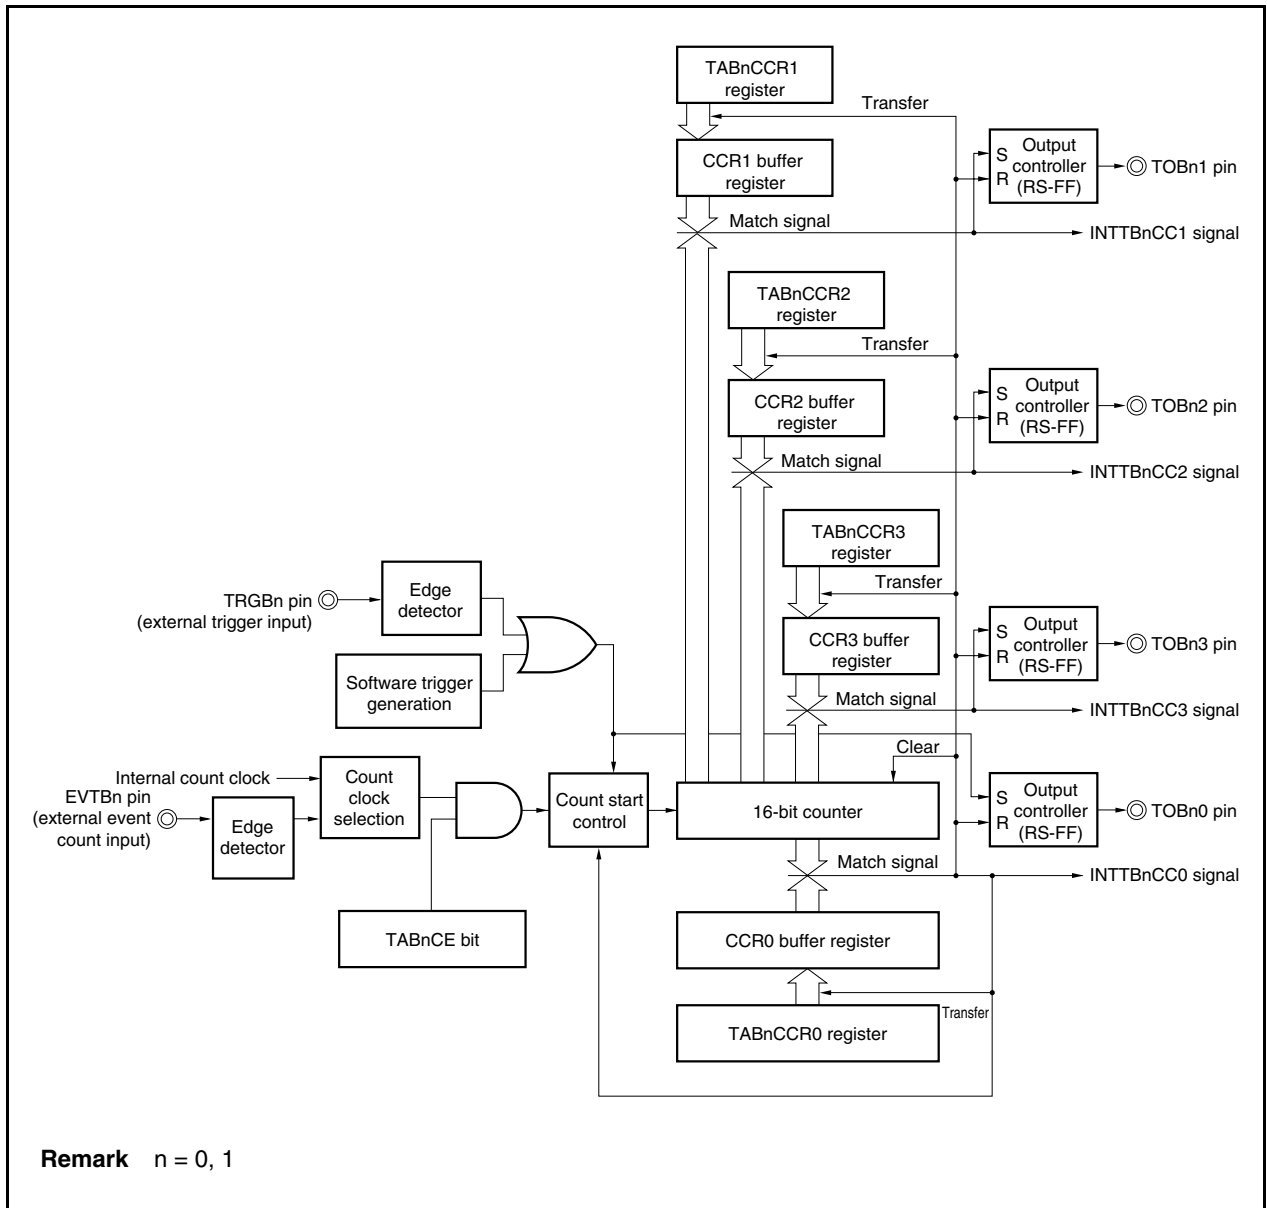 TABnCCR1
register
Transfer
CCR1 buffer
register
S
R
Output
controller
(RS-FF)
TOBn1 pin
Match signal
INTTBnCC1 signal
TABnCCR2
register
Transfer
CCR2 buffer
register
S
R
Output
controller
(RS-FF)
TOBn2 pin
Match signal
INTTBnCC2 signal
TABnCCR3
register
Transfer
CCR3 buffer
register
S
R
Output
controller
(RS-FF)
TOBn3 pin
Match signal
INTTBnCC3 signal
TRGBn pin
(external trigger input)
Edge
detector
Software trigger
generation
Internal count clock
EVTBn pin
(external event
count input)
Edge
detector
Count
clock
selection
Count start
control
Clear
16-bit counter
S
R
Output
controller
(RS-FF)
TOBn0 pin
Match signal
INTTBnCC0 signal
TABnCE bit
CCR0 buffer register
Transfer
TABnCCR0 register
Remark n = 0, 1